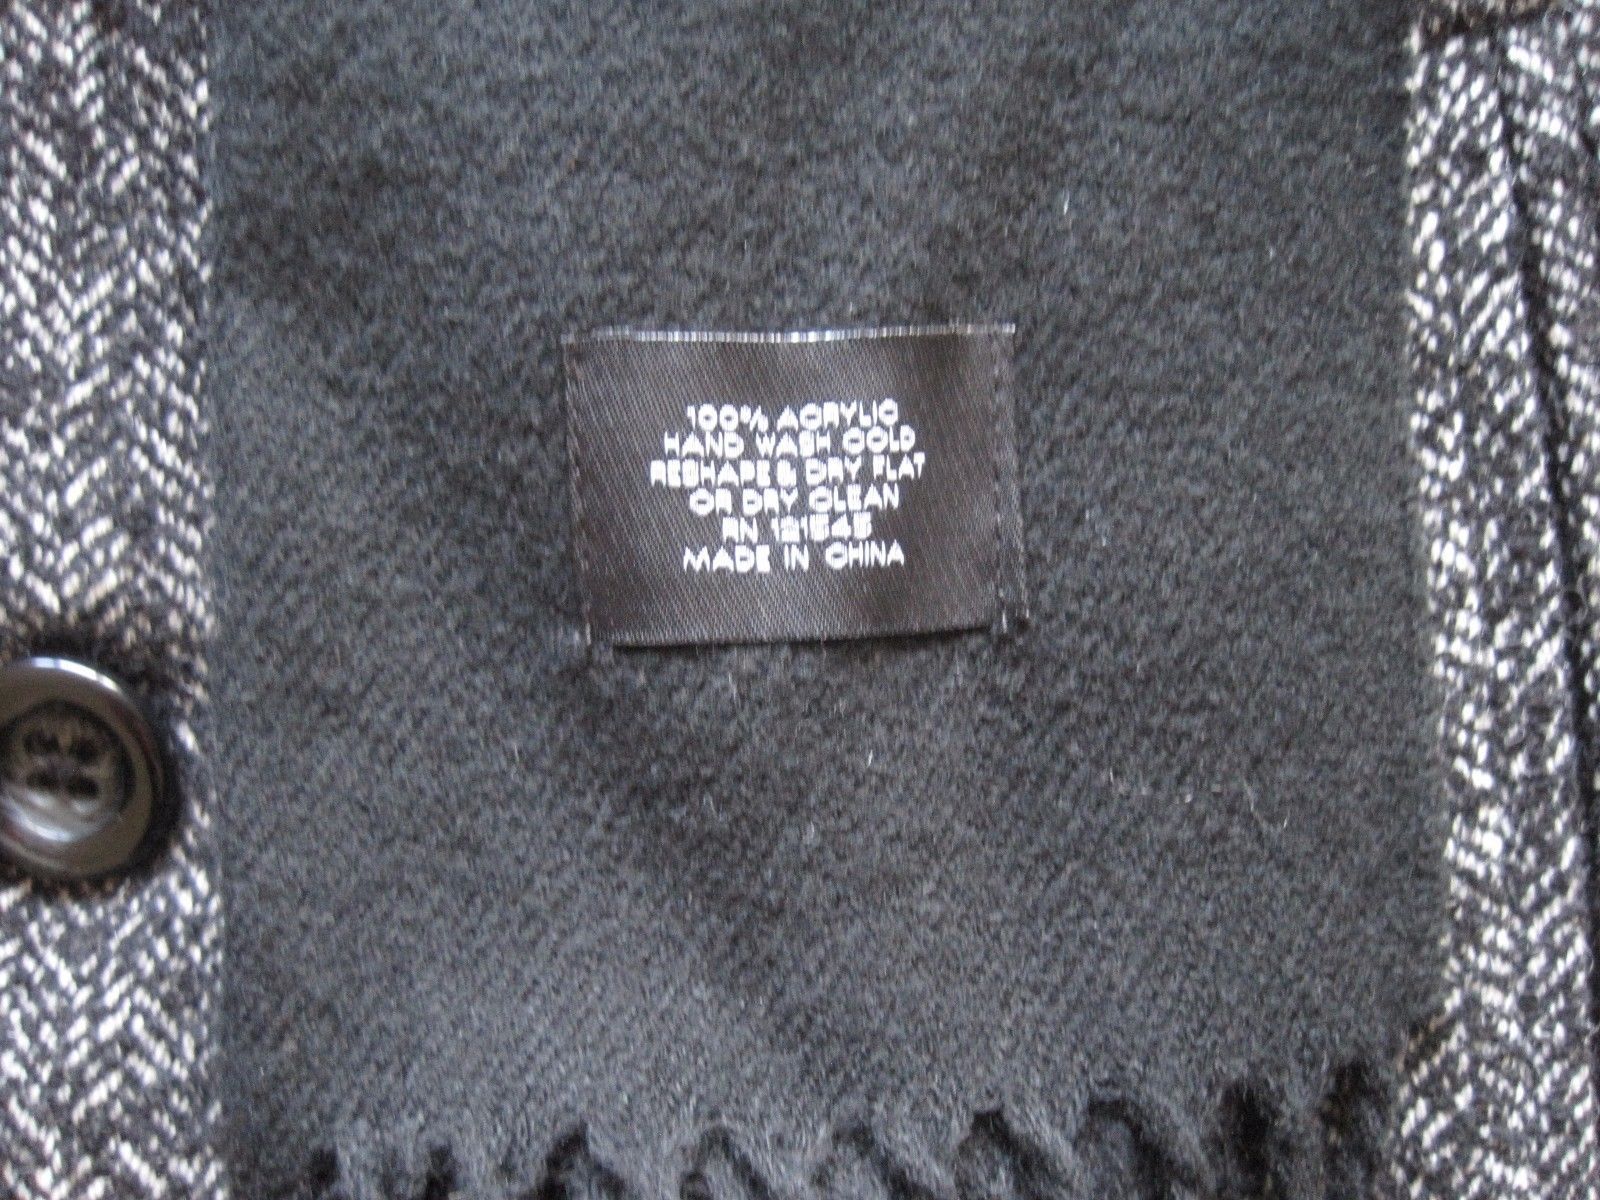 100% ACRYLIC
HAND WASH COLD
RESHAPE & DRY FLAT
OR DRY CLEAN
RN 121545
MADE IN CHINA